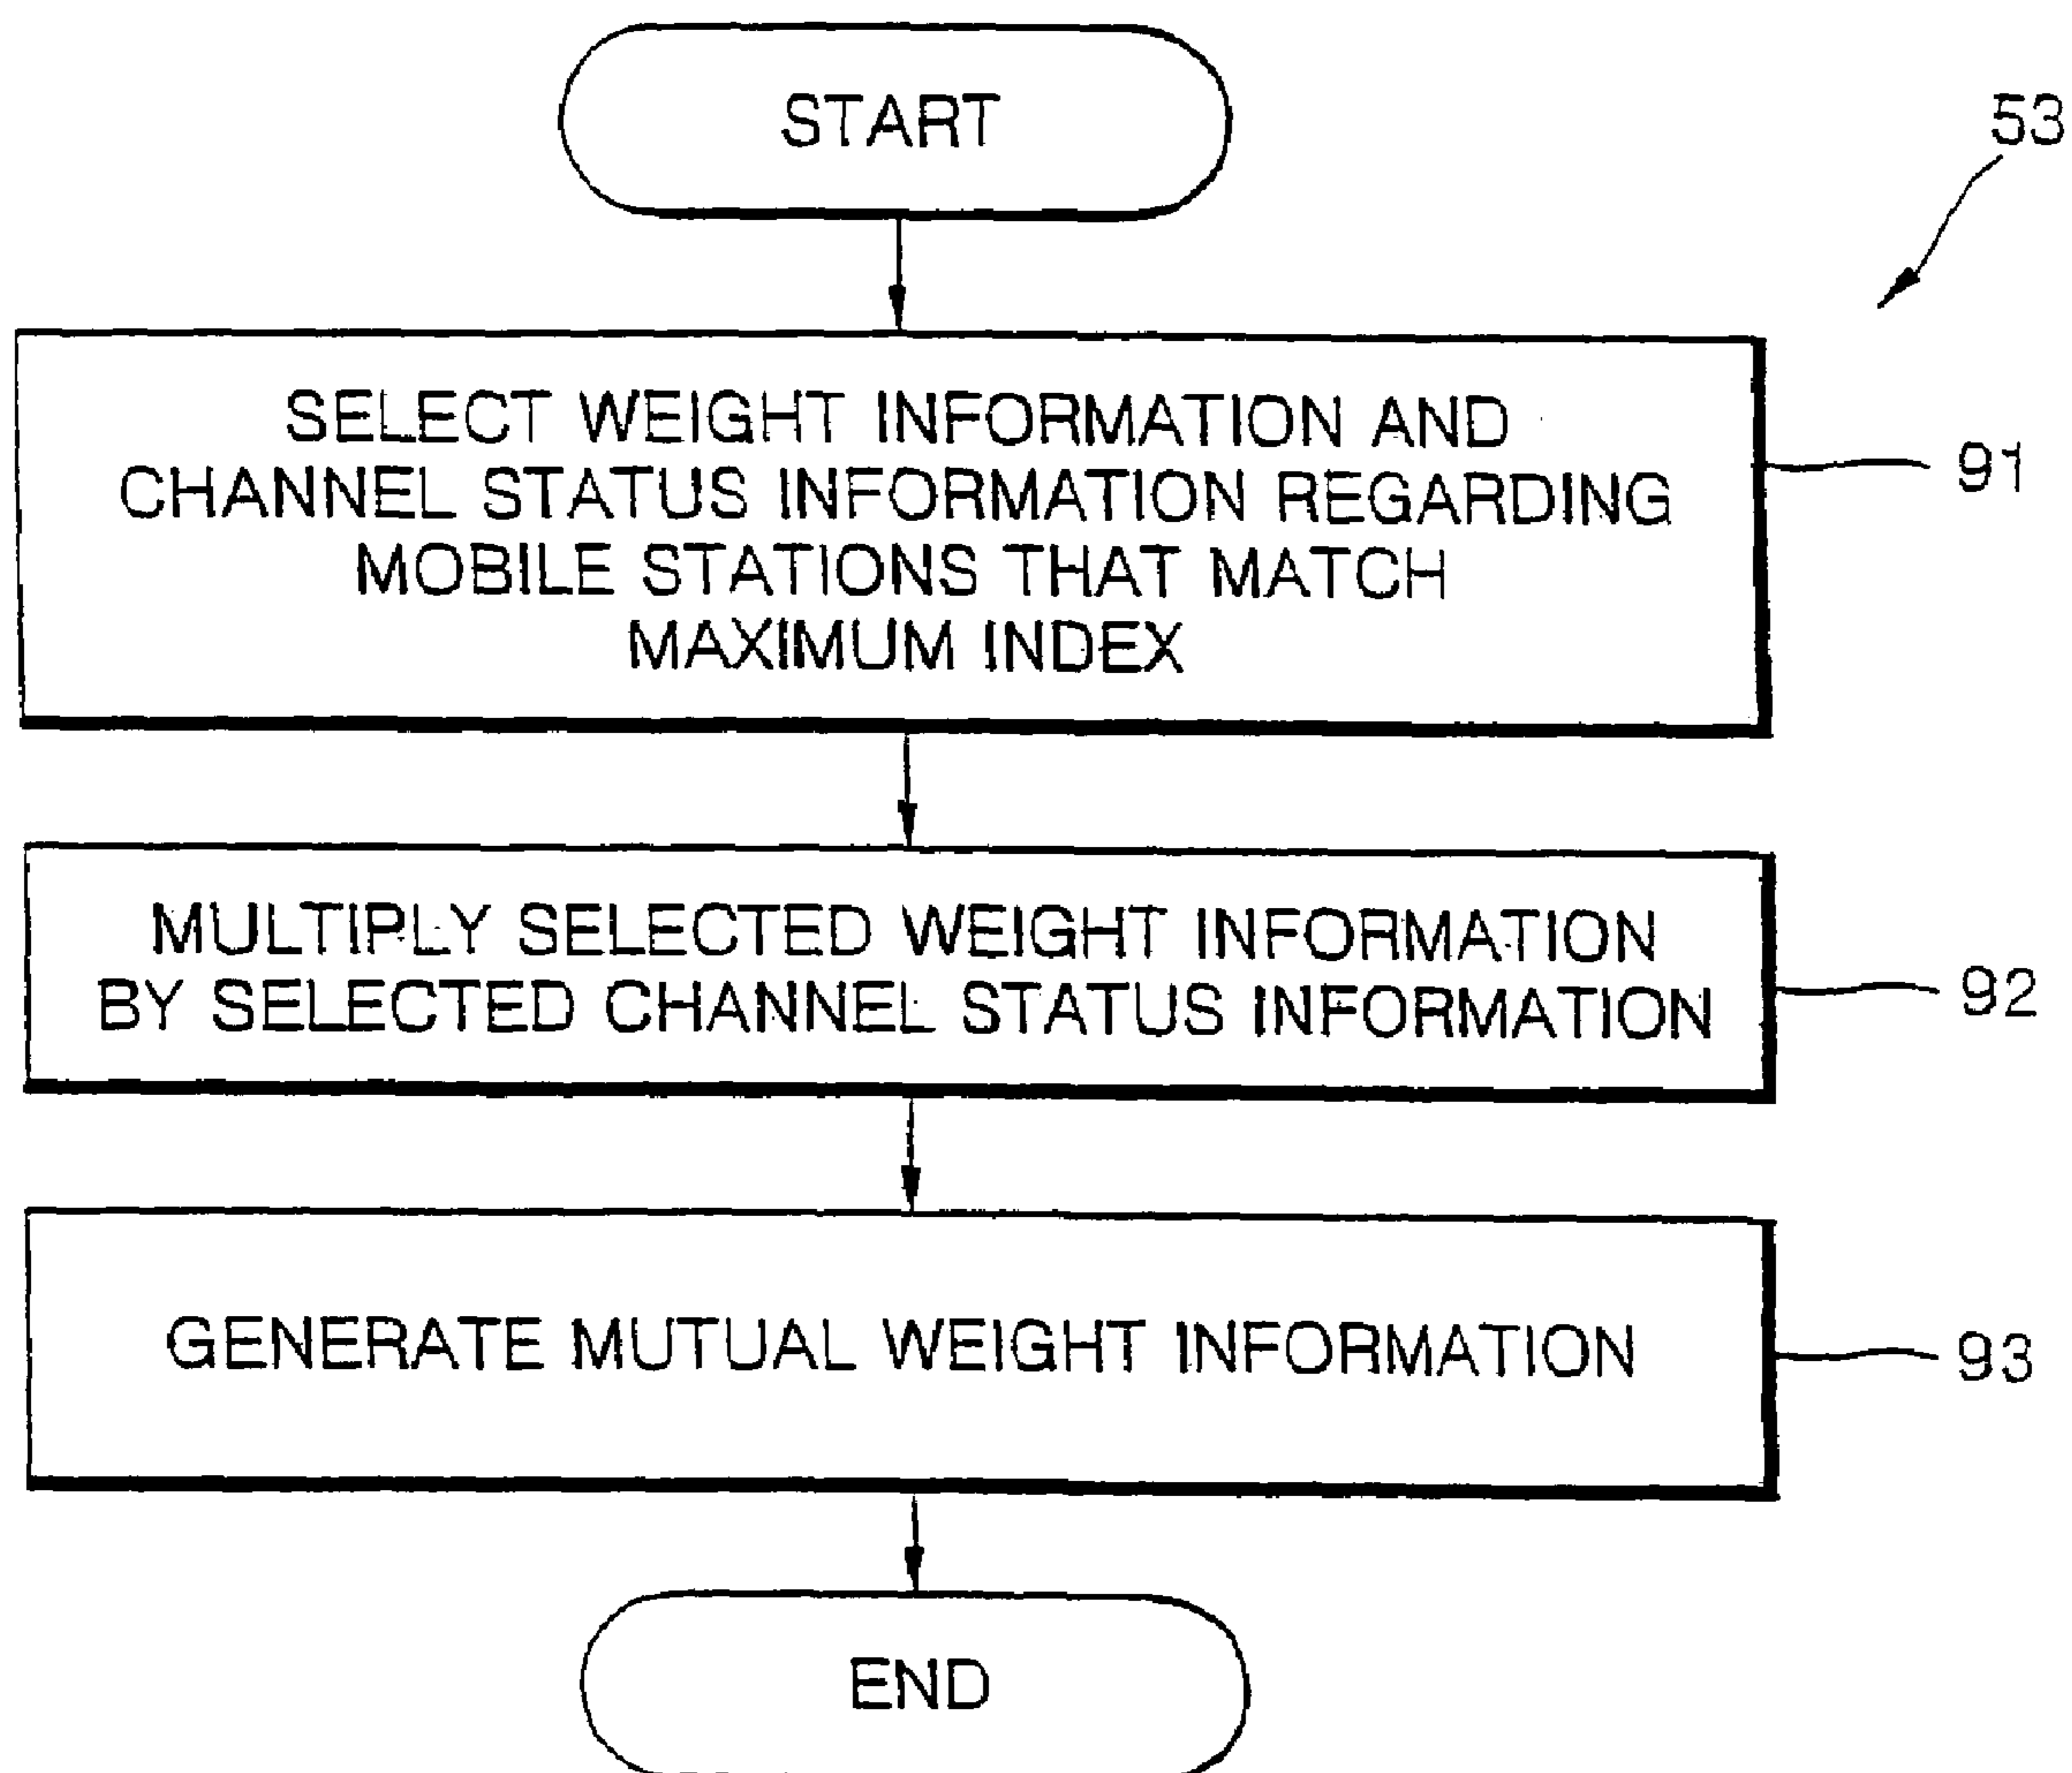 START
53
SELECT WEIGHT INFORMATION AND
CHANNEL STATUS INFORMATION REGARDING
MOBILE STATIONS THAT MATCH
MAXIMUM INDEX
91
MULTIPLY SELECTED WEIGHT INFORMATION
BY SELECTED CHANNEL STATUS INFORMATION
92
GENERATE MUTUAL WEIGHT INFORMATION
93
END